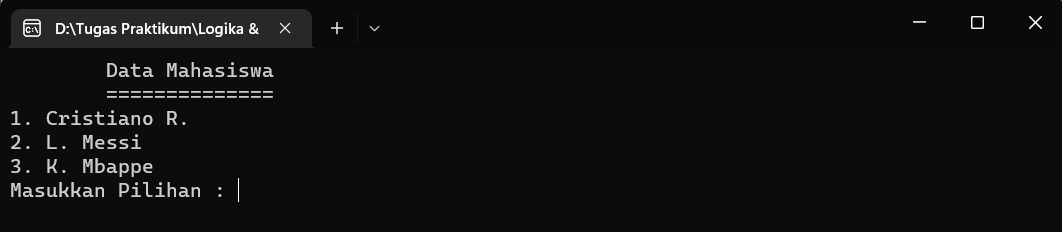 D:\Tugas Praktikum\Logika &
Data Mahasiswa
==============
1. Cristiano R.
2. L. Messi
3. K. Mbappe
Masukkan Pilihan :